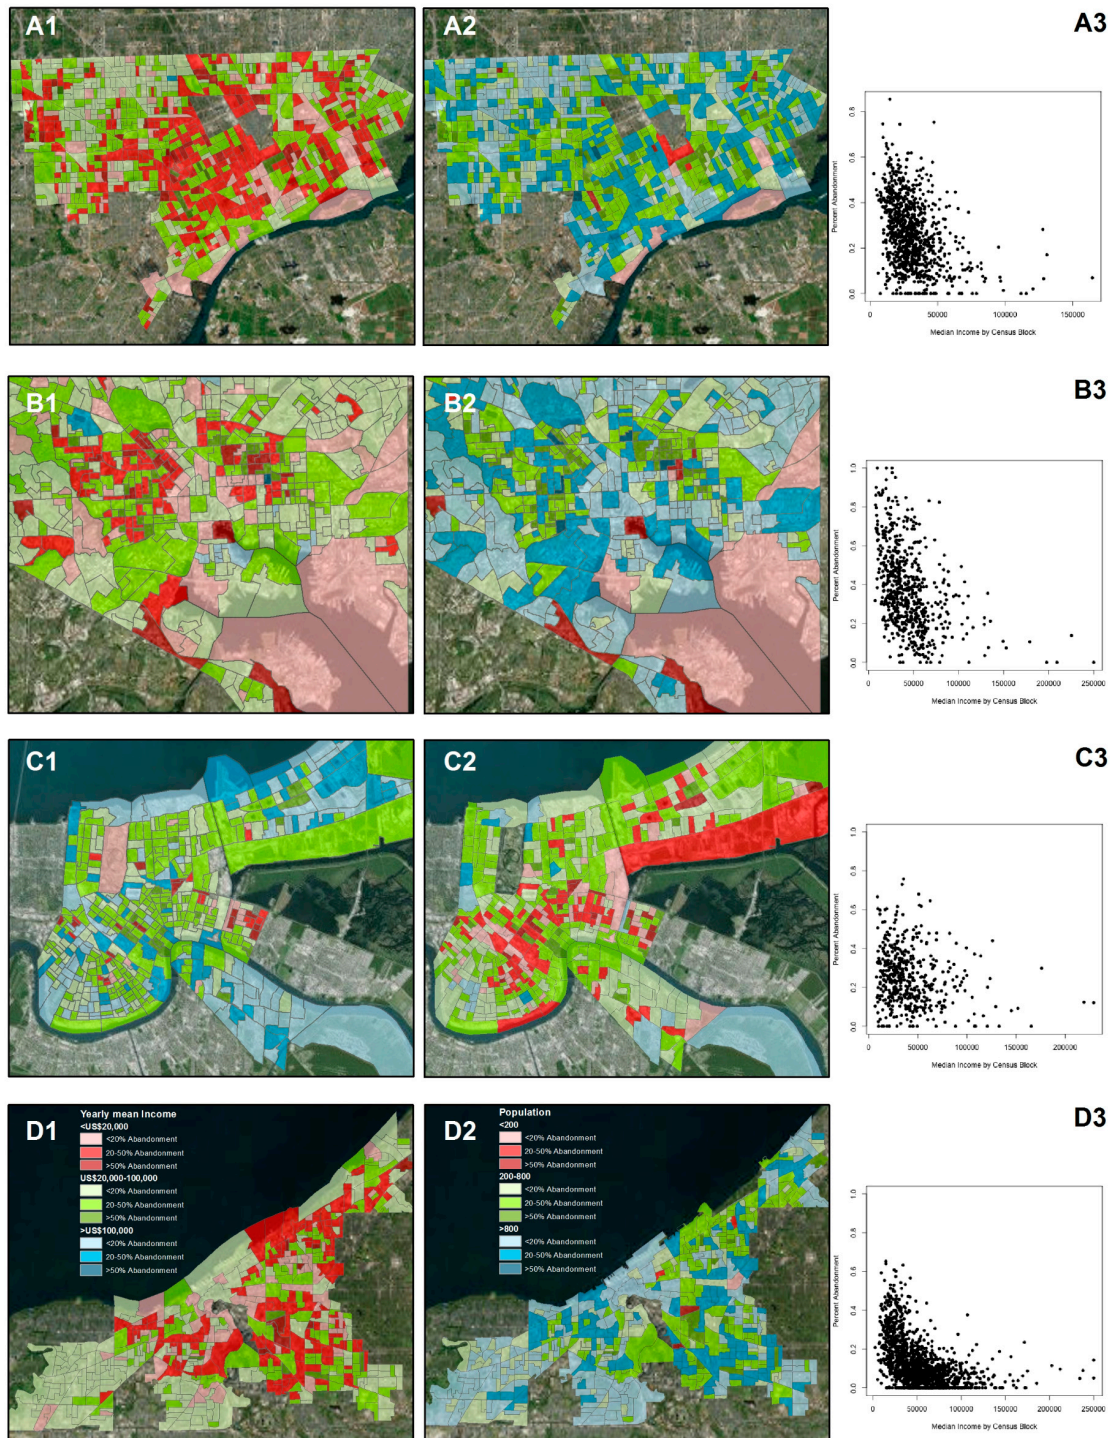 A1
A2
A3
0.8
0.6
0.4
0.2
0.0
Percent Abandonment
0
50000
100000
150000
Median Income by Census Block
B1
B2
B3
1.0
0.8
0.6
0.4
0.2
0.0
Percent Abandonment
0
50000
100000
150000
200000
250000
Median Income by Census Block
C1
C2
C3
1.0
0.8
0.6
0.4
0.2
0.0
Percent Abandonment
0
50000
100000
150000
200000
Median Income by Census Block
D1
Yearly mean Income
<US$20,000
<20% Abandonment
20-50% Abandonment
>50% Abandonment
US$20,000-100,000
<20% Abandonment
20-50% Abandonment
>50% Abandonment
>US$100,000
<20% Abandonment
20-50% Abandonment
>50% Abandonment
D2
Population
<200
<20% Abandonment
20-50% Abandonment
>50% Abandonment
200-800
<20% Abandonment
20-50% Abandonment
>50% Abandonment
>800
<20% Abandonment
20-50% Abandonment
>50% Abandonment
D3
1.0
0.8
0.6
0.4
0.2
0.0
Percent Abandonment
0
50000
100000
150000
200000
250000
Median Income by Census Block